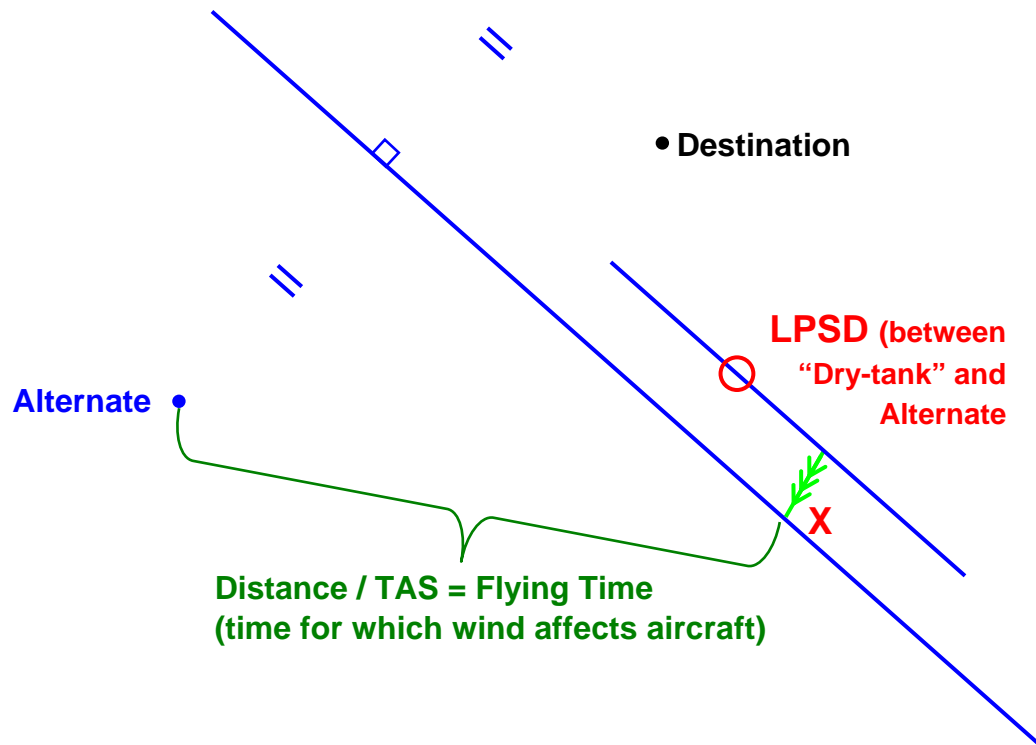 Destination
LPSD (between
“Dry-tank” and
Alternate
Alternate
X
Distance / TAS = Flying Time
(time for which wind affects aircraft)